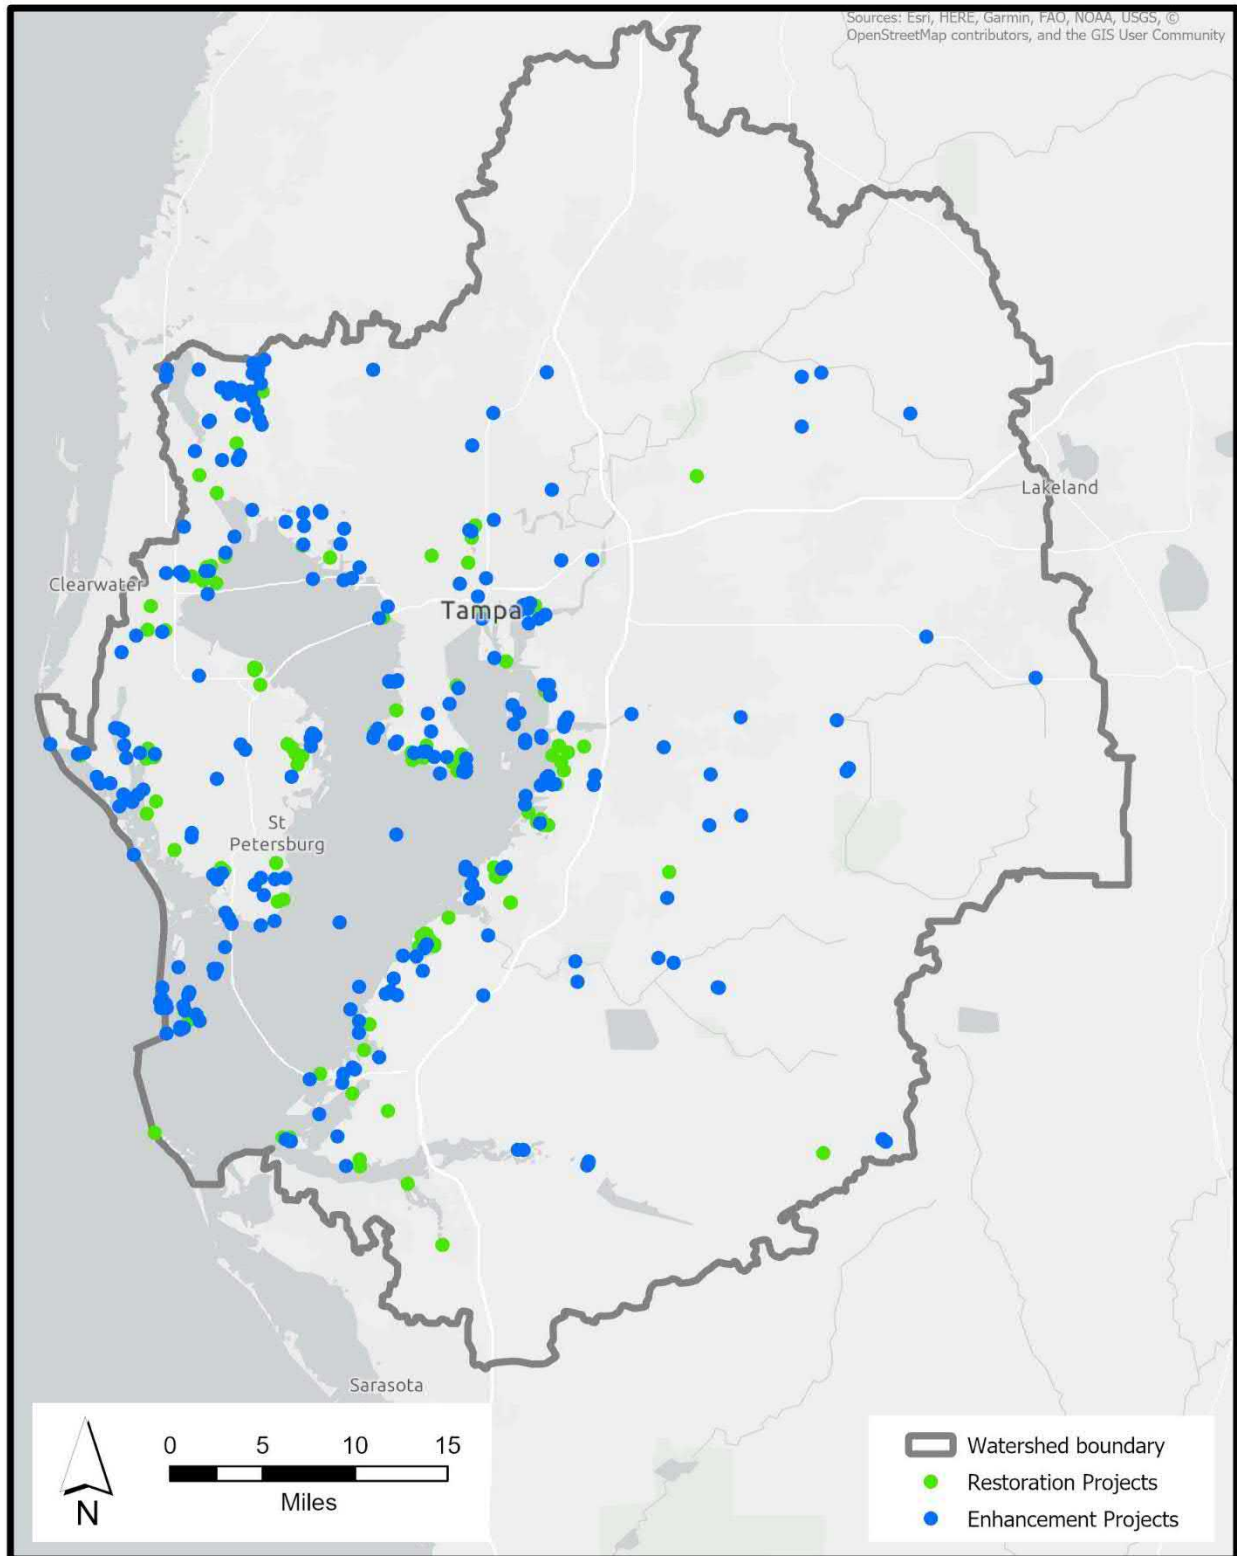 Sources: Esri, HERE, Garmin, FAO, NOAA, USGS, ©
OpenStreetMap contributors, and the GIS User Community
Lakeland
Clearwater
Tampa
St
Petersburg
Sarasota
N
0 5 10 15
Miles
Watershed boundary
Restoration Projects
Enhancement Projects